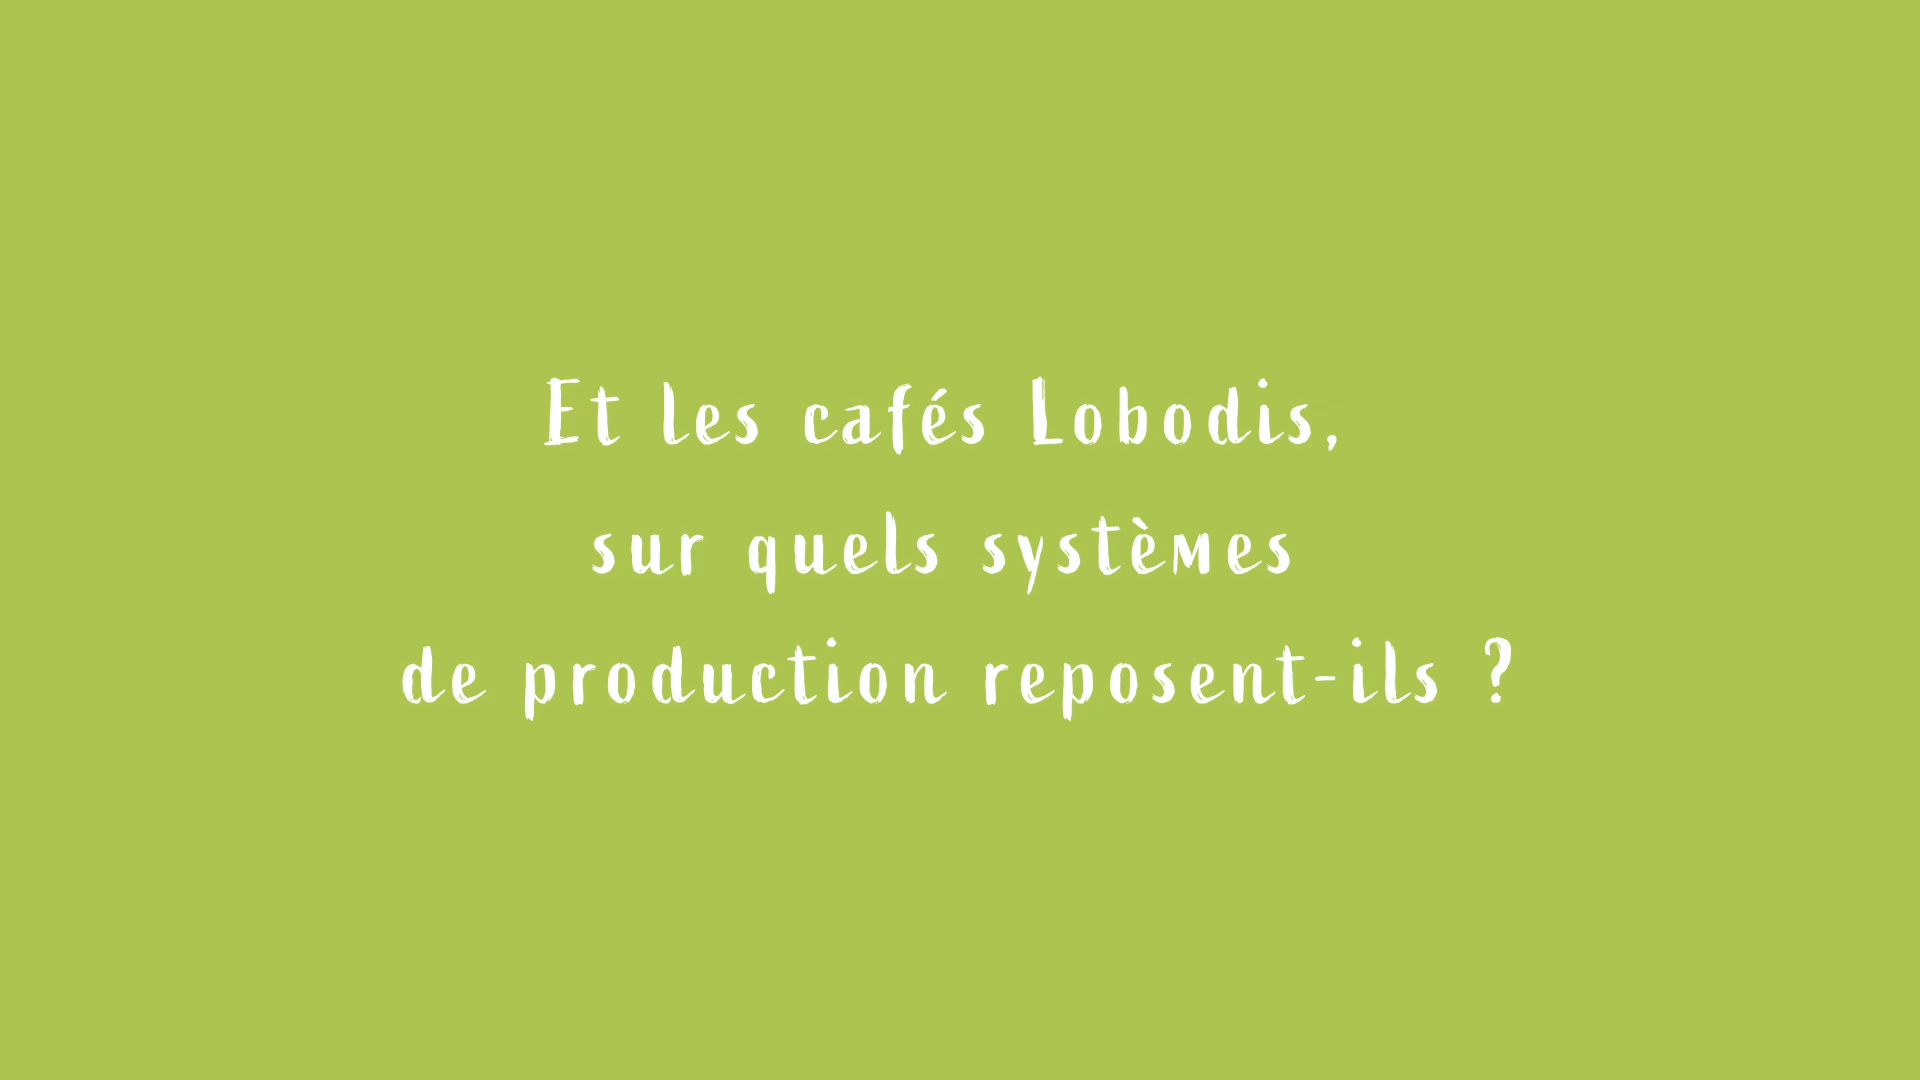 Et les cafés Lobodis,
sur quels systèmes
de production reposent-ils ?